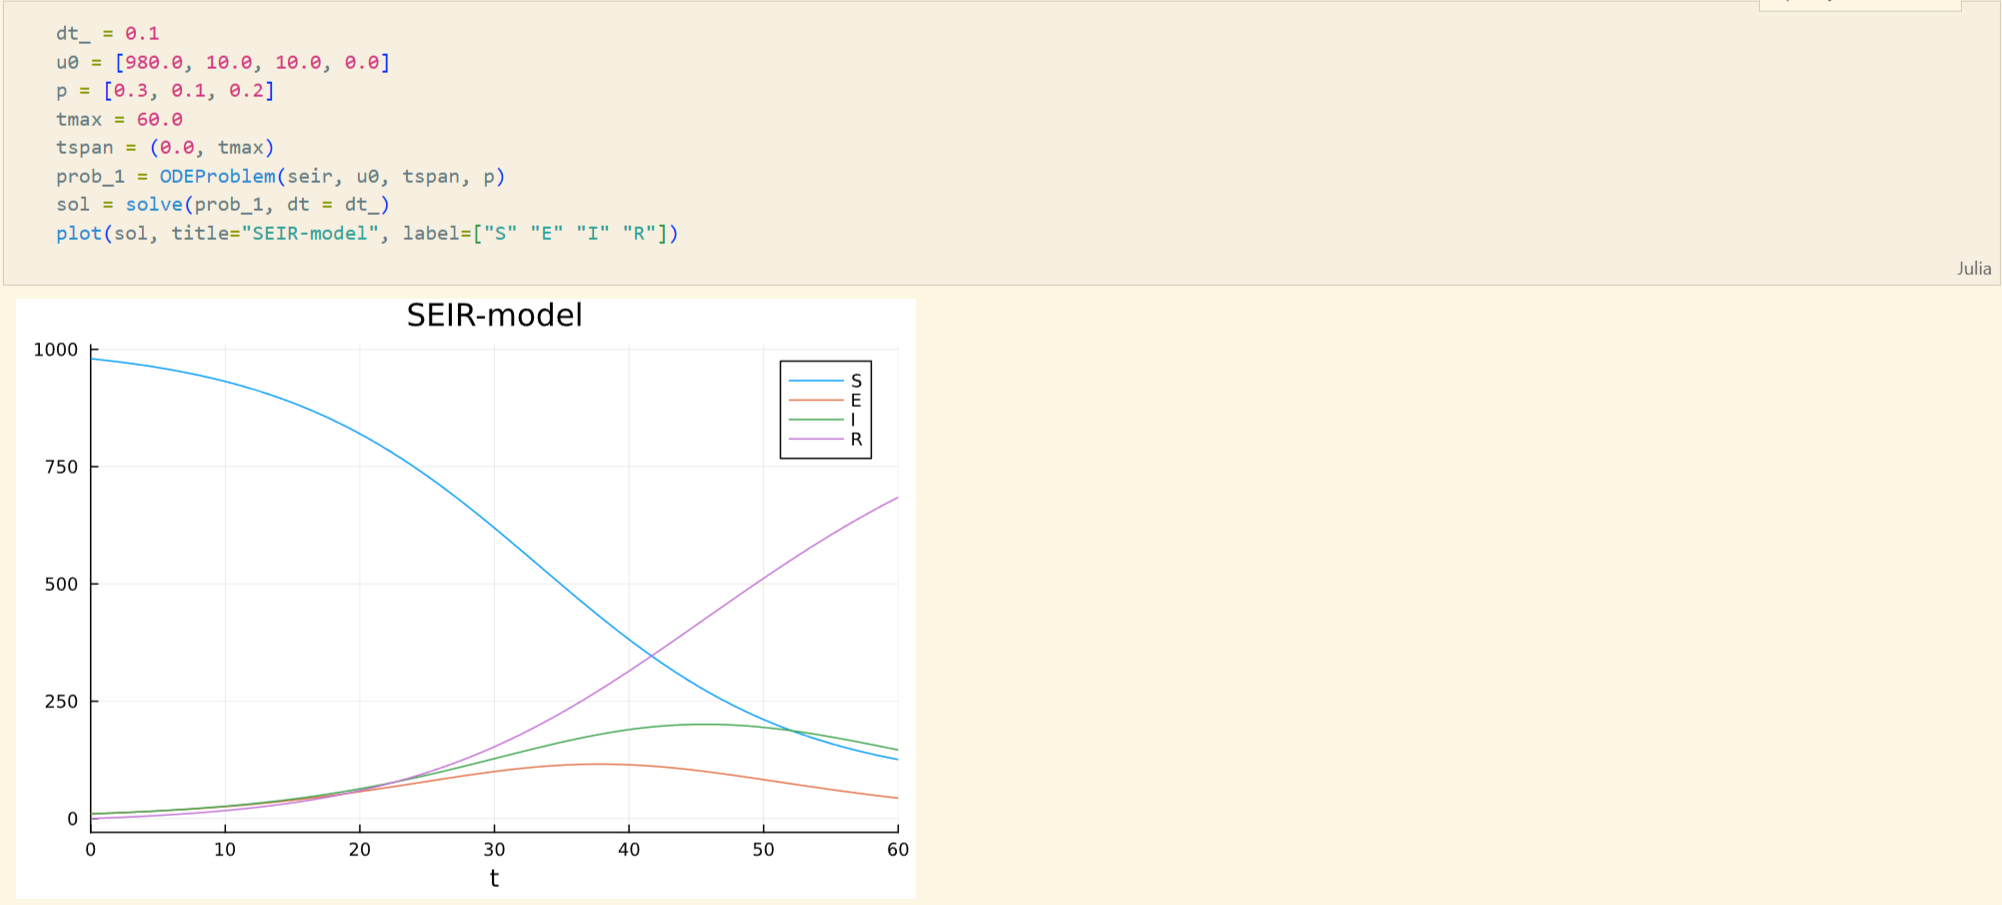 dt_ = 0.1
u0 = [980.0, 10.0, 10.0, 0.0]
p = [0.3, 0.1, 0.2]
tmax = 60.0
tspan = (0.0, tmax)
prob_1 = ODEProblem(seir, u0, tspan, p)
sol = solve(prob_1, dt = dt_)
plot(sol, title="SEIR-model", label=["S" "E" "I" "R"])
Julia
SEIR-model
1000
750
500
250
0
S
E
I
R
0 10 20 30 40 50 60
t